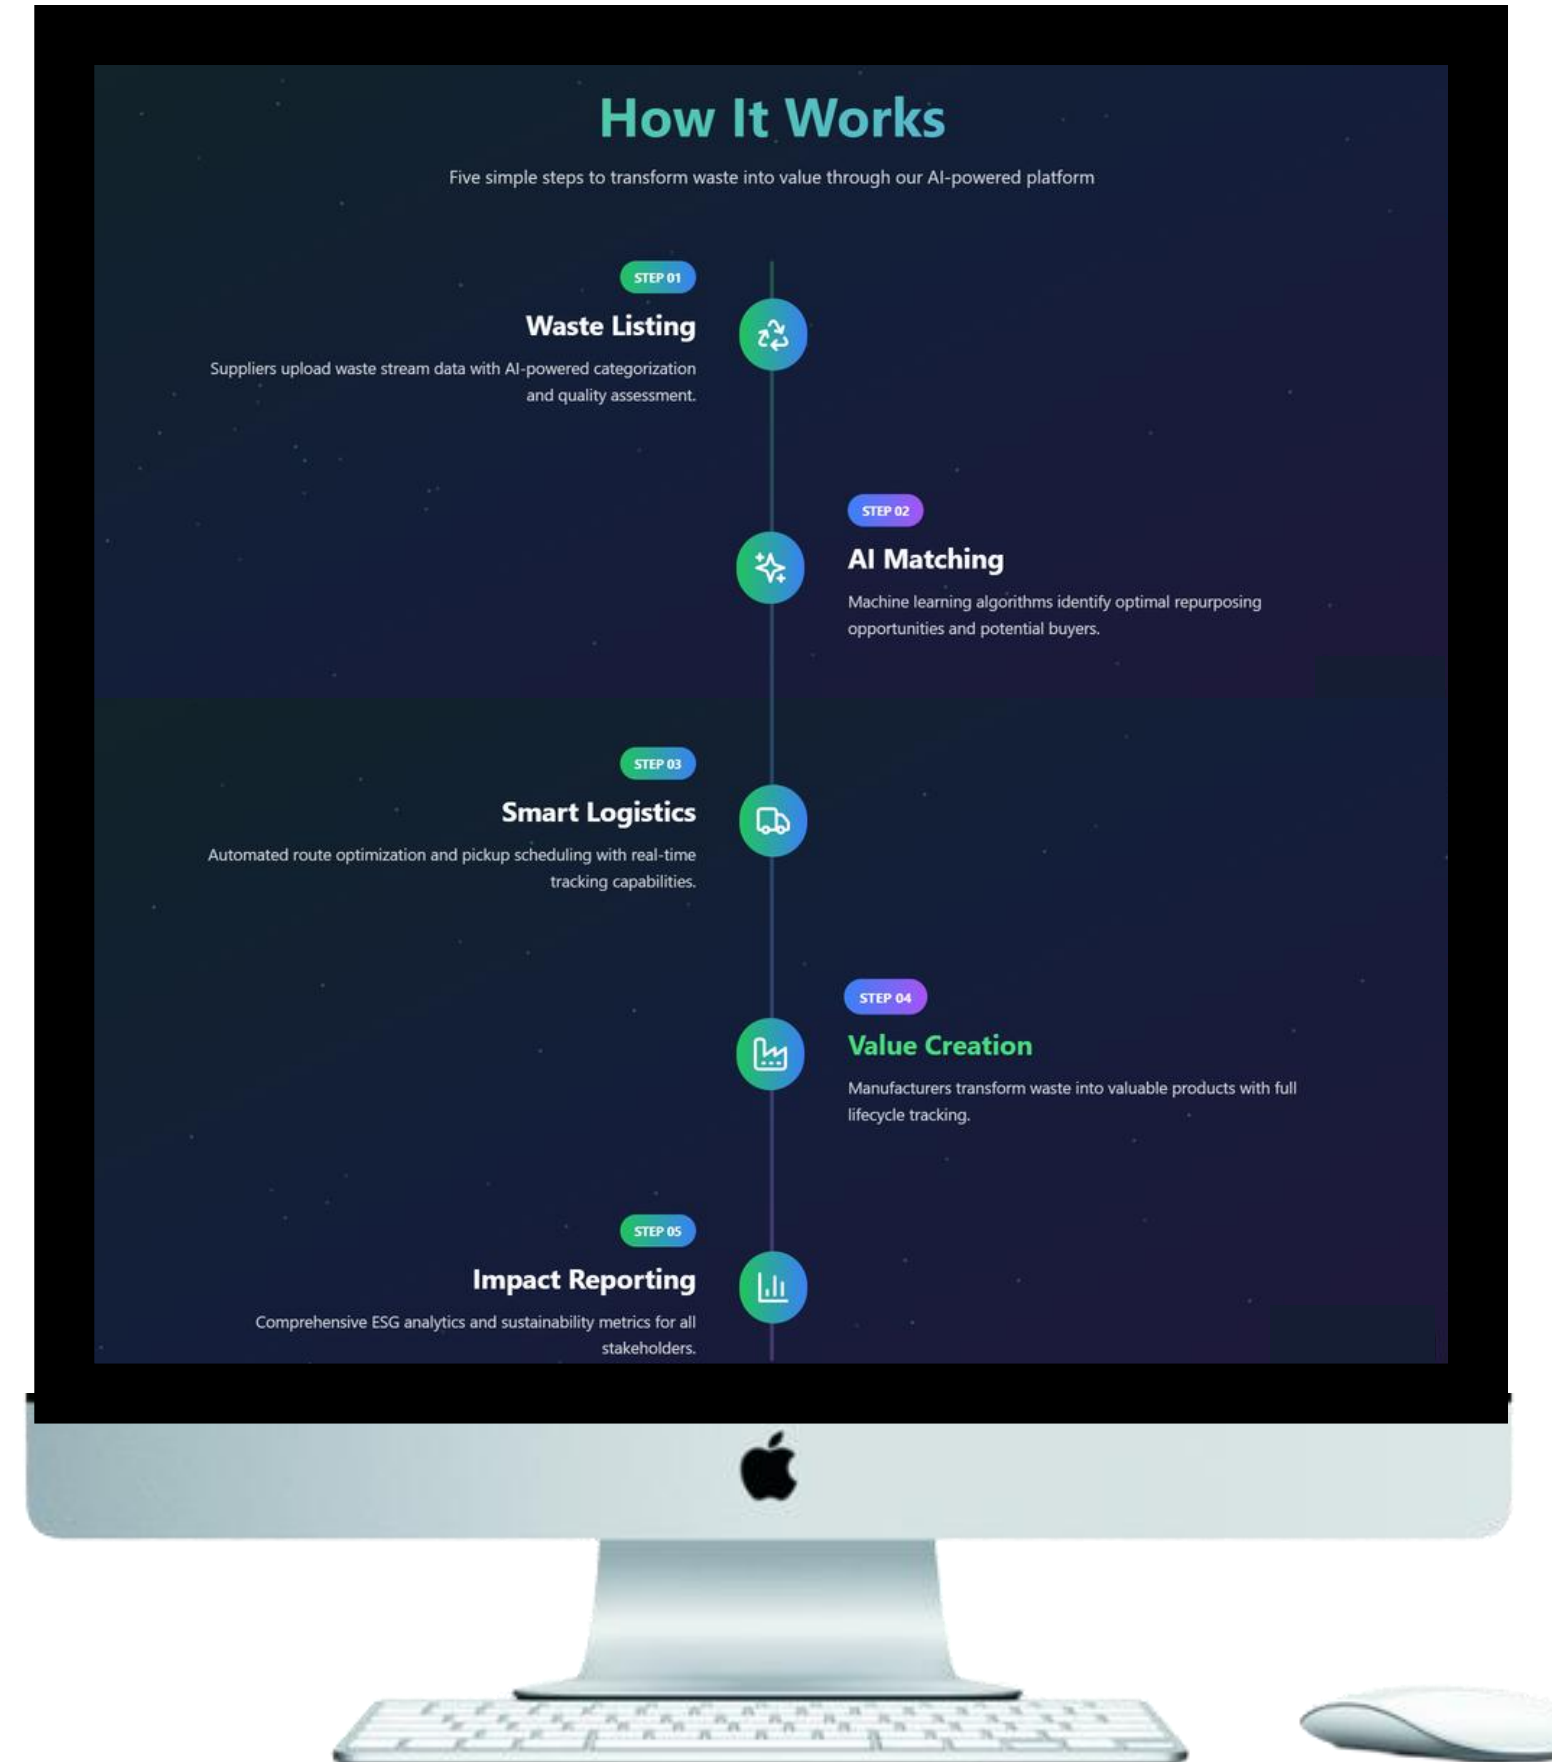 How It Works
Five simple steps to transform waste into value through our AI-powered platform
STEP 01
Waste Listing
Suppliers upload waste stream data with AI-powered categorization
and quality assessment.
STEP 02
AI Matching
Machine learning algorithms identify optimal repurposing
opportunities and potential buyers.
STEP 03
Smart Logistics
Automated route optimization and pickup scheduling with real-time
tracking capabilities.
STEP 04
Value Creation
Manufacturers transform waste into valuable products with full
lifecycle tracking.
STEP 05
Impact Reporting
Comprehensive ESG analytics and sustainability metrics for all
stakeholders.